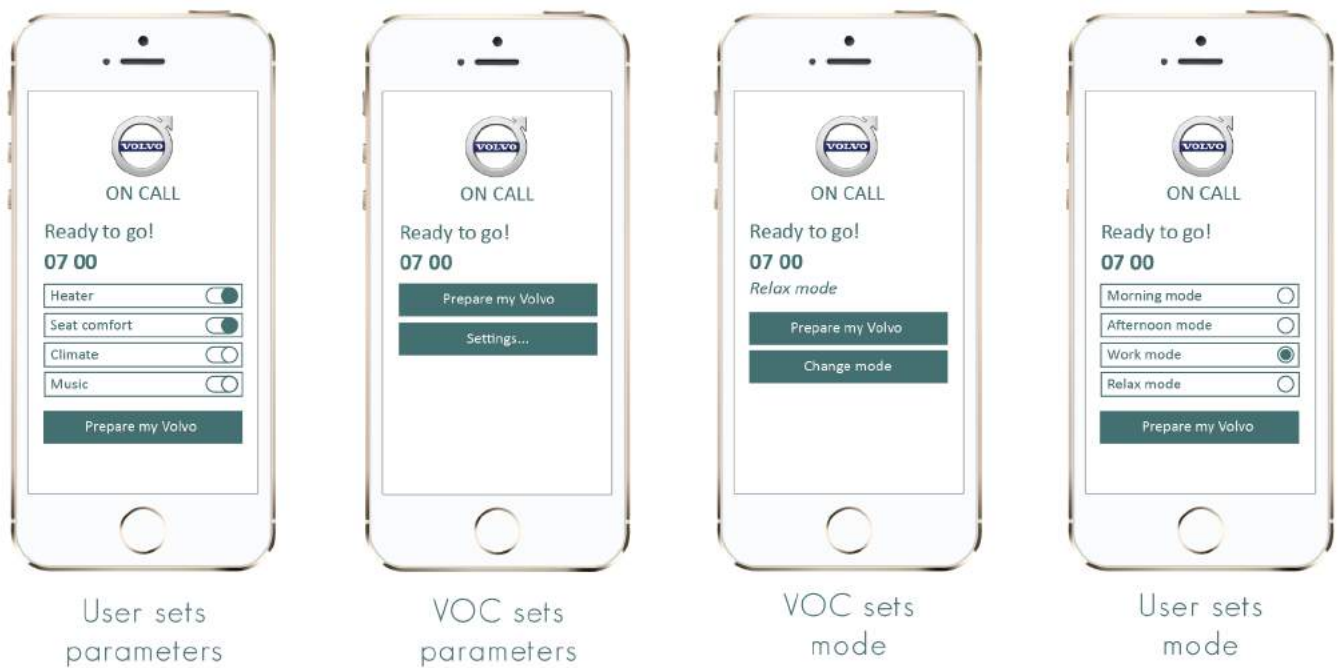 VOLVO
ON CALL
Ready to go!
07 00
Heater
Seat comfort
Climate
Music
Prepare my Volvo
User sets
parameters
VOLVO
ON CALL
Ready to go!
07 00
Prepare my Volvo
Settings...
VOC sets
parameters
VOLVO
ON CALL
Ready to go!
07 00
Relax mode
Prepare my Volvo
Change mode
VOC sets
mode
VOLVO
ON CALL
Ready to go!
07 00
Morning mode
Afternoon mode
Work mode
Relax mode
Prepare my Volvo
User sets
mode